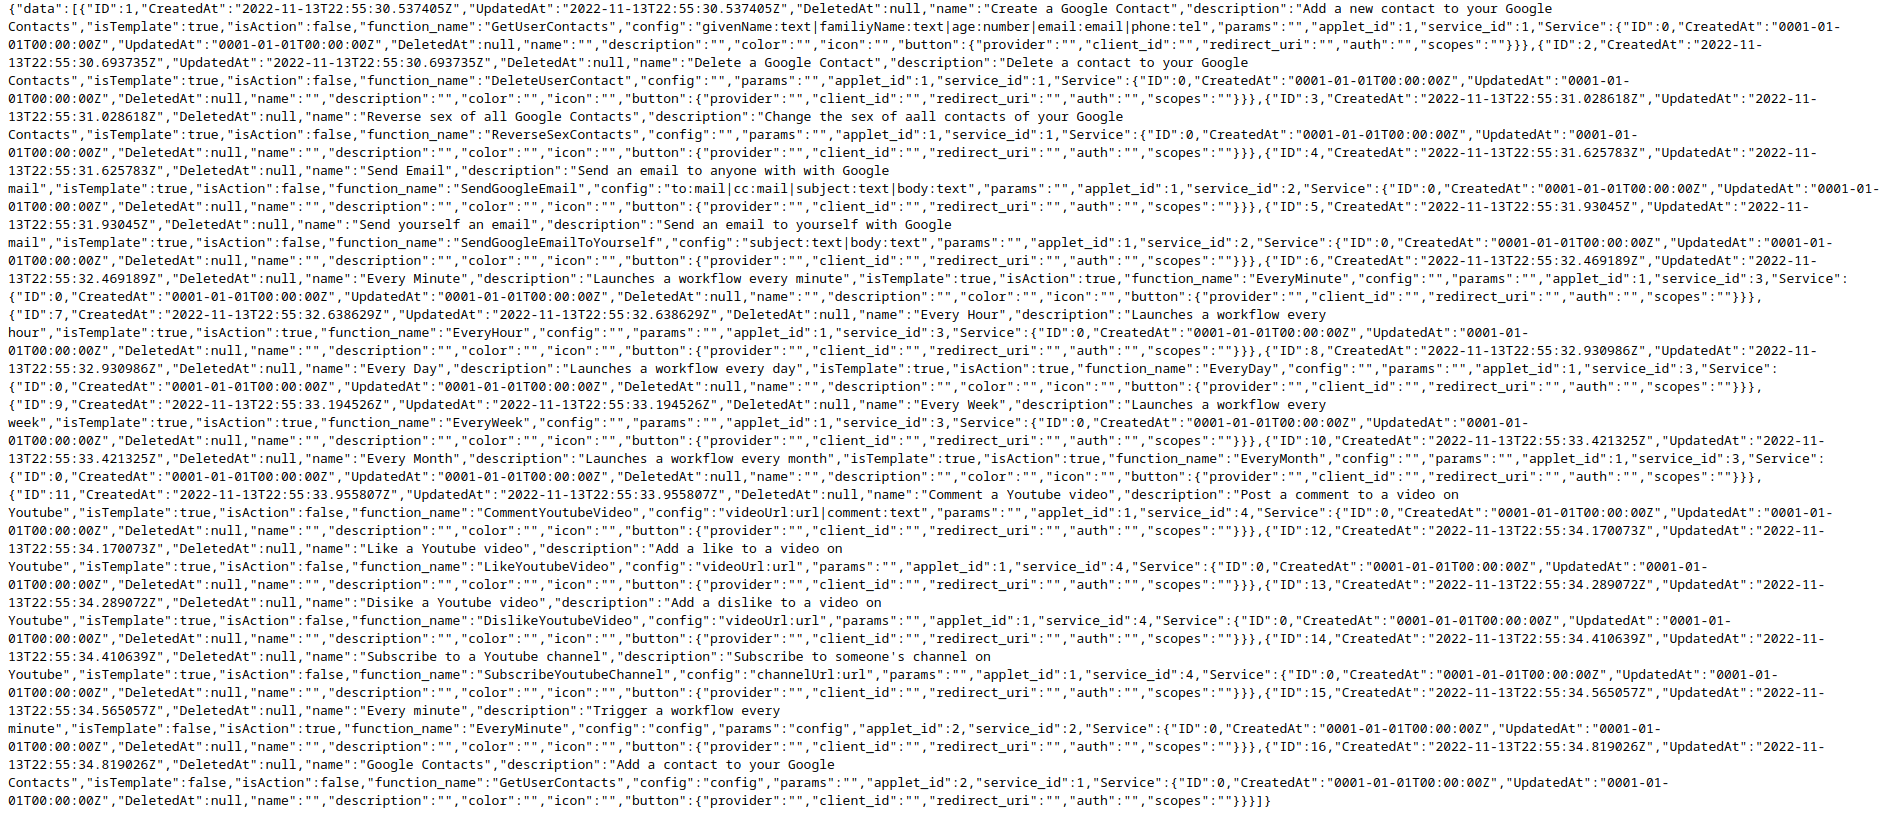 {"data":[{"ID":1,"CreatedAt":"2022-11-13T22:55:30.537405Z","UpdatedAt":"2022-11-13T22:55:30.537405Z","DeletedAt":null,"name":"Create a Google Contact","description":"Add a new contact to your Google
Contacts","isTemplate":true,"isAction":false,"function_name":"GetUserContacts","config":"givenName:text|familiyName:text|age:number|email:email|phone:tel","params":"","applet_id":1,"service_id":1,"Service":{"ID":0,"CreatedAt":"0001-01-
01T00:00:00Z","UpdatedAt":"0001-01-01T00:00:00Z","DeletedAt":null,"name":"","description":"","color":"","icon":"","button":{"provider":"","client_id":"","redirect_uri":"","auth":"","scopes":""}}},{"ID":2,"CreatedAt":"2022-11-
13T22:55:30.693735Z","UpdatedAt":"2022-11-13T22:55:30.693735Z","DeletedAt":null,"name":"Delete a Google Contact","description":"Delete a contact to your Google
Contacts","isTemplate":true,"isAction":false,"function_name":"DeleteUserContact","config":"","params":"","applet_id":1,"service_id":1,"Service":{"ID":0,"CreatedAt":"0001-01-01T00:00:00Z","UpdatedAt":"0001-01-
01T00:00:00Z","DeletedAt":null,"name":"","description":"","color":"","icon":"","button":{"provider":"","client_id":"","redirect_uri":"","auth":"","scopes":""}}},{"ID":3,"CreatedAt":"2022-11-13T22:55:31.028618Z","UpdatedAt":"2022-11-
13T22:55:31.028618Z","DeletedAt":null,"name":"Reverse sex of all Google Contacts","description":"Change the sex of aall contacts of your Google
Contacts","isTemplate":true,"isAction":false,"function_name":"ReverseSexContacts","config":"","params":"","applet_id":1,"service_id":1,"Service":{"ID":0,"CreatedAt":"0001-01-01T00:00:00Z","UpdatedAt":"0001-01-
01T00:00:00Z","DeletedAt":null,"name":"","description":"","color":"","icon":"","button":{"provider":"","client_id":"","redirect_uri":"","auth":"","scopes":""}}},{"ID":4,"CreatedAt":"2022-11-13T22:55:31.625783Z","UpdatedAt":"2022-11-
13T22:55:31.625783Z","DeletedAt":null,"name":"Send Email","description":"Send an email to anyone with with Google
mail","isTemplate":true,"isAction":false,"function_name":"SendGoogleEmail","config":"to:mail|cc:mail|subject:text|body:text","params":"","applet_id":1,"service_id":2,"Service":{"ID":0,"CreatedAt":"0001-01-01T00:00:00Z","UpdatedAt":"0001-01-
01T00:00:00Z","DeletedAt":null,"name":"","description":"","color":"","icon":"","button":{"provider":"","client_id":"","redirect_uri":"","auth":"","scopes":""}}},{"ID":5,"CreatedAt":"2022-11-13T22:55:31.93045Z","UpdatedAt":"2022-11-
13T22:55:31.93045Z","DeletedAt":null,"name":"Send yourself an email","description":"Send an email to yourself with Google
mail","isTemplate":true,"isAction":false,"function_name":"SendGoogleEmailToYourself","config":"subject:text|body:text","params":"","applet_id":1,"service_id":2,"Service":{"ID":0,"CreatedAt":"0001-01-01T00:00:00Z","UpdatedAt":"0001-01-
01T00:00:00Z","DeletedAt":null,"name":"","description":"","color":"","icon":"","button":{"provider":"","client_id":"","redirect_uri":"","auth":"","scopes":""}}},{"ID":6,"CreatedAt":"2022-11-13T22:55:32.469189Z","UpdatedAt":"2022-11-
13T22:55:32.469189Z","DeletedAt":null,"name":"Every Minute","description":"Launches a workflow every minute","isTemplate":true,"isAction":true,"function_name":"EveryMinute","config":"","params":"","applet_id":1,"service_id":3,"Service":
{"ID":0,"CreatedAt":"0001-01-01T00:00:00Z","UpdatedAt":"0001-01-01T00:00:00Z","DeletedAt":null,"name":"","description":"","color":"","icon":"","button":{"provider":"","client_id":"","redirect_uri":"","auth":"","scopes":""}}},
{"ID":7,"CreatedAt":"2022-11-13T22:55:32.638629Z","UpdatedAt":"2022-11-13T22:55:32.638629Z","DeletedAt":null,"name":"Every Hour","description":"Launches a workflow every
hour","isTemplate":true,"isAction":true,"function_name":"EveryHour","config":"","params":"","applet_id":1,"service_id":3,"Service":{"ID":0,"CreatedAt":"0001-01-01T00:00:00Z","UpdatedAt":"0001-01-
01T00:00:00Z","DeletedAt":null,"name":"","description":"","color":"","icon":"","button":{"provider":"","client_id":"","redirect_uri":"","auth":"","scopes":""}}},{"ID":8,"CreatedAt":"2022-11-13T22:55:32.930986Z","UpdatedAt":"2022-11-
13T22:55:32.930986Z","DeletedAt":null,"name":"Every Day","description":"Launches a workflow every day","isTemplate":true,"isAction":true,"function_name":"EveryDay","config":"","params":"","applet_id":1,"service_id":3,"Service":
{"ID":0,"CreatedAt":"0001-01-01T00:00:00Z","UpdatedAt":"0001-01-01T00:00:00Z","DeletedAt":null,"name":"","description":"","color":"","icon":"","button":{"provider":"","client_id":"","redirect_uri":"","auth":"","scopes":""}}},
{"ID":9,"CreatedAt":"2022-11-13T22:55:33.194526Z","UpdatedAt":"2022-11-13T22:55:33.194526Z","DeletedAt":null,"name":"Every Week","description":"Launches a workflow every
week","isTemplate":true,"isAction":true,"function_name":"EveryWeek","config":"","params":"","applet_id":1,"service_id":3,"Service":{"ID":0,"CreatedAt":"0001-01-01T00:00:00Z","UpdatedAt":"0001-01-
01T00:00:00Z","DeletedAt":null,"name":"","description":"","color":"","icon":"","button":{"provider":"","client_id":"","redirect_uri":"","auth":"","scopes":""}}},{"ID":10,"CreatedAt":"2022-11-13T22:55:33.421325Z","UpdatedAt":"2022-11-
13T22:55:33.421325Z","DeletedAt":null,"name":"Every Month","description":"Launches a workflow every month","isTemplate":true,"isAction":true,"function_name":"EveryMonth","config":"","params":"","applet_id":1,"service_id":3,"Service":
{"ID":0,"CreatedAt":"0001-01-01T00:00:00Z","UpdatedAt":"0001-01-01T00:00:00Z","DeletedAt":null,"name":"","description":"","color":"","icon":"","button":{"provider":"","client_id":"","redirect_uri":"","auth":"","scopes":""}}},
{"ID":11,"CreatedAt":"2022-11-13T22:55:33.955807Z","UpdatedAt":"2022-11-13T22:55:33.955807Z","DeletedAt":null,"name":"Comment a Youtube video","description":"Post a comment to a video on
Youtube","isTemplate":true,"isAction":false,"function_name":"CommentYoutubeVideo","config":"videoUrl:url|comment:text","params":"","applet_id":1,"service_id":4,"Service":{"ID":0,"CreatedAt":"0001-01-01T00:00:00Z","UpdatedAt":"0001-01-
01T00:00:00Z","DeletedAt":null,"name":"","description":"","color":"","icon":"","button":{"provider":"","client_id":"","redirect_uri":"","auth":"","scopes":""}}},{"ID":12,"CreatedAt":"2022-11-13T22:55:34.170073Z","UpdatedAt":"2022-11-
13T22:55:34.170073Z","DeletedAt":null,"name":"Like a Youtube video","description":"Add a like to a video on
Youtube","isTemplate":true,"isAction":false,"function_name":"LikeYoutubeVideo","config":"videoUrl:url","params":"","applet_id":1,"service_id":4,"Service":{"ID":0,"CreatedAt":"0001-01-01T00:00:00Z","UpdatedAt":"0001-01-
01T00:00:00Z","DeletedAt":null,"name":"","description":"","color":"","icon":"","button":{"provider":"","client_id":"","redirect_uri":"","auth":"","scopes":""}}},{"ID":13,"CreatedAt":"2022-11-13T22:55:34.289072Z","UpdatedAt":"2022-11-
13T22:55:34.289072Z","DeletedAt":null,"name":"Disike a Youtube video","description":"Add a dislike to a video on
Youtube","isTemplate":true,"isAction":false,"function_name":"DislikeYoutubeVideo","config":"videoUrl:url","params":"","applet_id":1,"service_id":4,"Service":{"ID":0,"CreatedAt":"0001-01-01T00:00:00Z","UpdatedAt":"0001-01-
01T00:00:00Z","DeletedAt":null,"name":"","description":"","color":"","icon":"","button":{"provider":"","client_id":"","redirect_uri":"","auth":"","scopes":""}}},{"ID":14,"CreatedAt":"2022-11-13T22:55:34.410639Z","UpdatedAt":"2022-11-
13T22:55:34.410639Z","DeletedAt":null,"name":"Subscribe to a Youtube channel","description":"Subscribe to someone's channel on
Youtube","isTemplate":true,"isAction":false,"function_name":"SubscribeYoutubeChannel","config":"channelUrl:url","params":"","applet_id":1,"service_id":4,"Service":{"ID":0,"CreatedAt":"0001-01-01T00:00:00Z","UpdatedAt":"0001-01-
01T00:00:00Z","DeletedAt":null,"name":"","description":"","color":"","icon":"","button":{"provider":"","client_id":"","redirect_uri":"","auth":"","scopes":""}}},{"ID":15,"CreatedAt":"2022-11-13T22:55:34.565057Z","UpdatedAt":"2022-11-
13T22:55:34.565057Z","DeletedAt":null,"name":"Every minute","description":"Trigger a workflow every
minute","isTemplate":false,"isAction":true,"function_name":"EveryMinute","config":"config","params":"config","applet_id":2,"service_id":2,"Service":{"ID":0,"CreatedAt":"0001-01-01T00:00:00Z","UpdatedAt":"0001-01-
01T00:00:00Z","DeletedAt":null,"name":"","description":"","color":"","icon":"","button":{"provider":"","client_id":"","redirect_uri":"","auth":"","scopes":""}}},{"ID":16,"CreatedAt":"2022-11-13T22:55:34.819026Z","UpdatedAt":"2022-11-
13T22:55:34.819026Z","DeletedAt":null,"name":"Google Contacts","description":"Add a contact to your Google
Contacts","isTemplate":false,"isAction":false,"function_name":"GetUserContacts","config":"config","params":"","applet_id":2,"service_id":1,"Service":{"ID":0,"CreatedAt":"0001-01-01T00:00:00Z","UpdatedAt":"0001-01-
01T00:00:00Z","DeletedAt":null,"name":"","description":"","color":"","icon":"","button":{"provider":"","client_id":"","redirect_uri":"","auth":"","scopes":""}}}]}